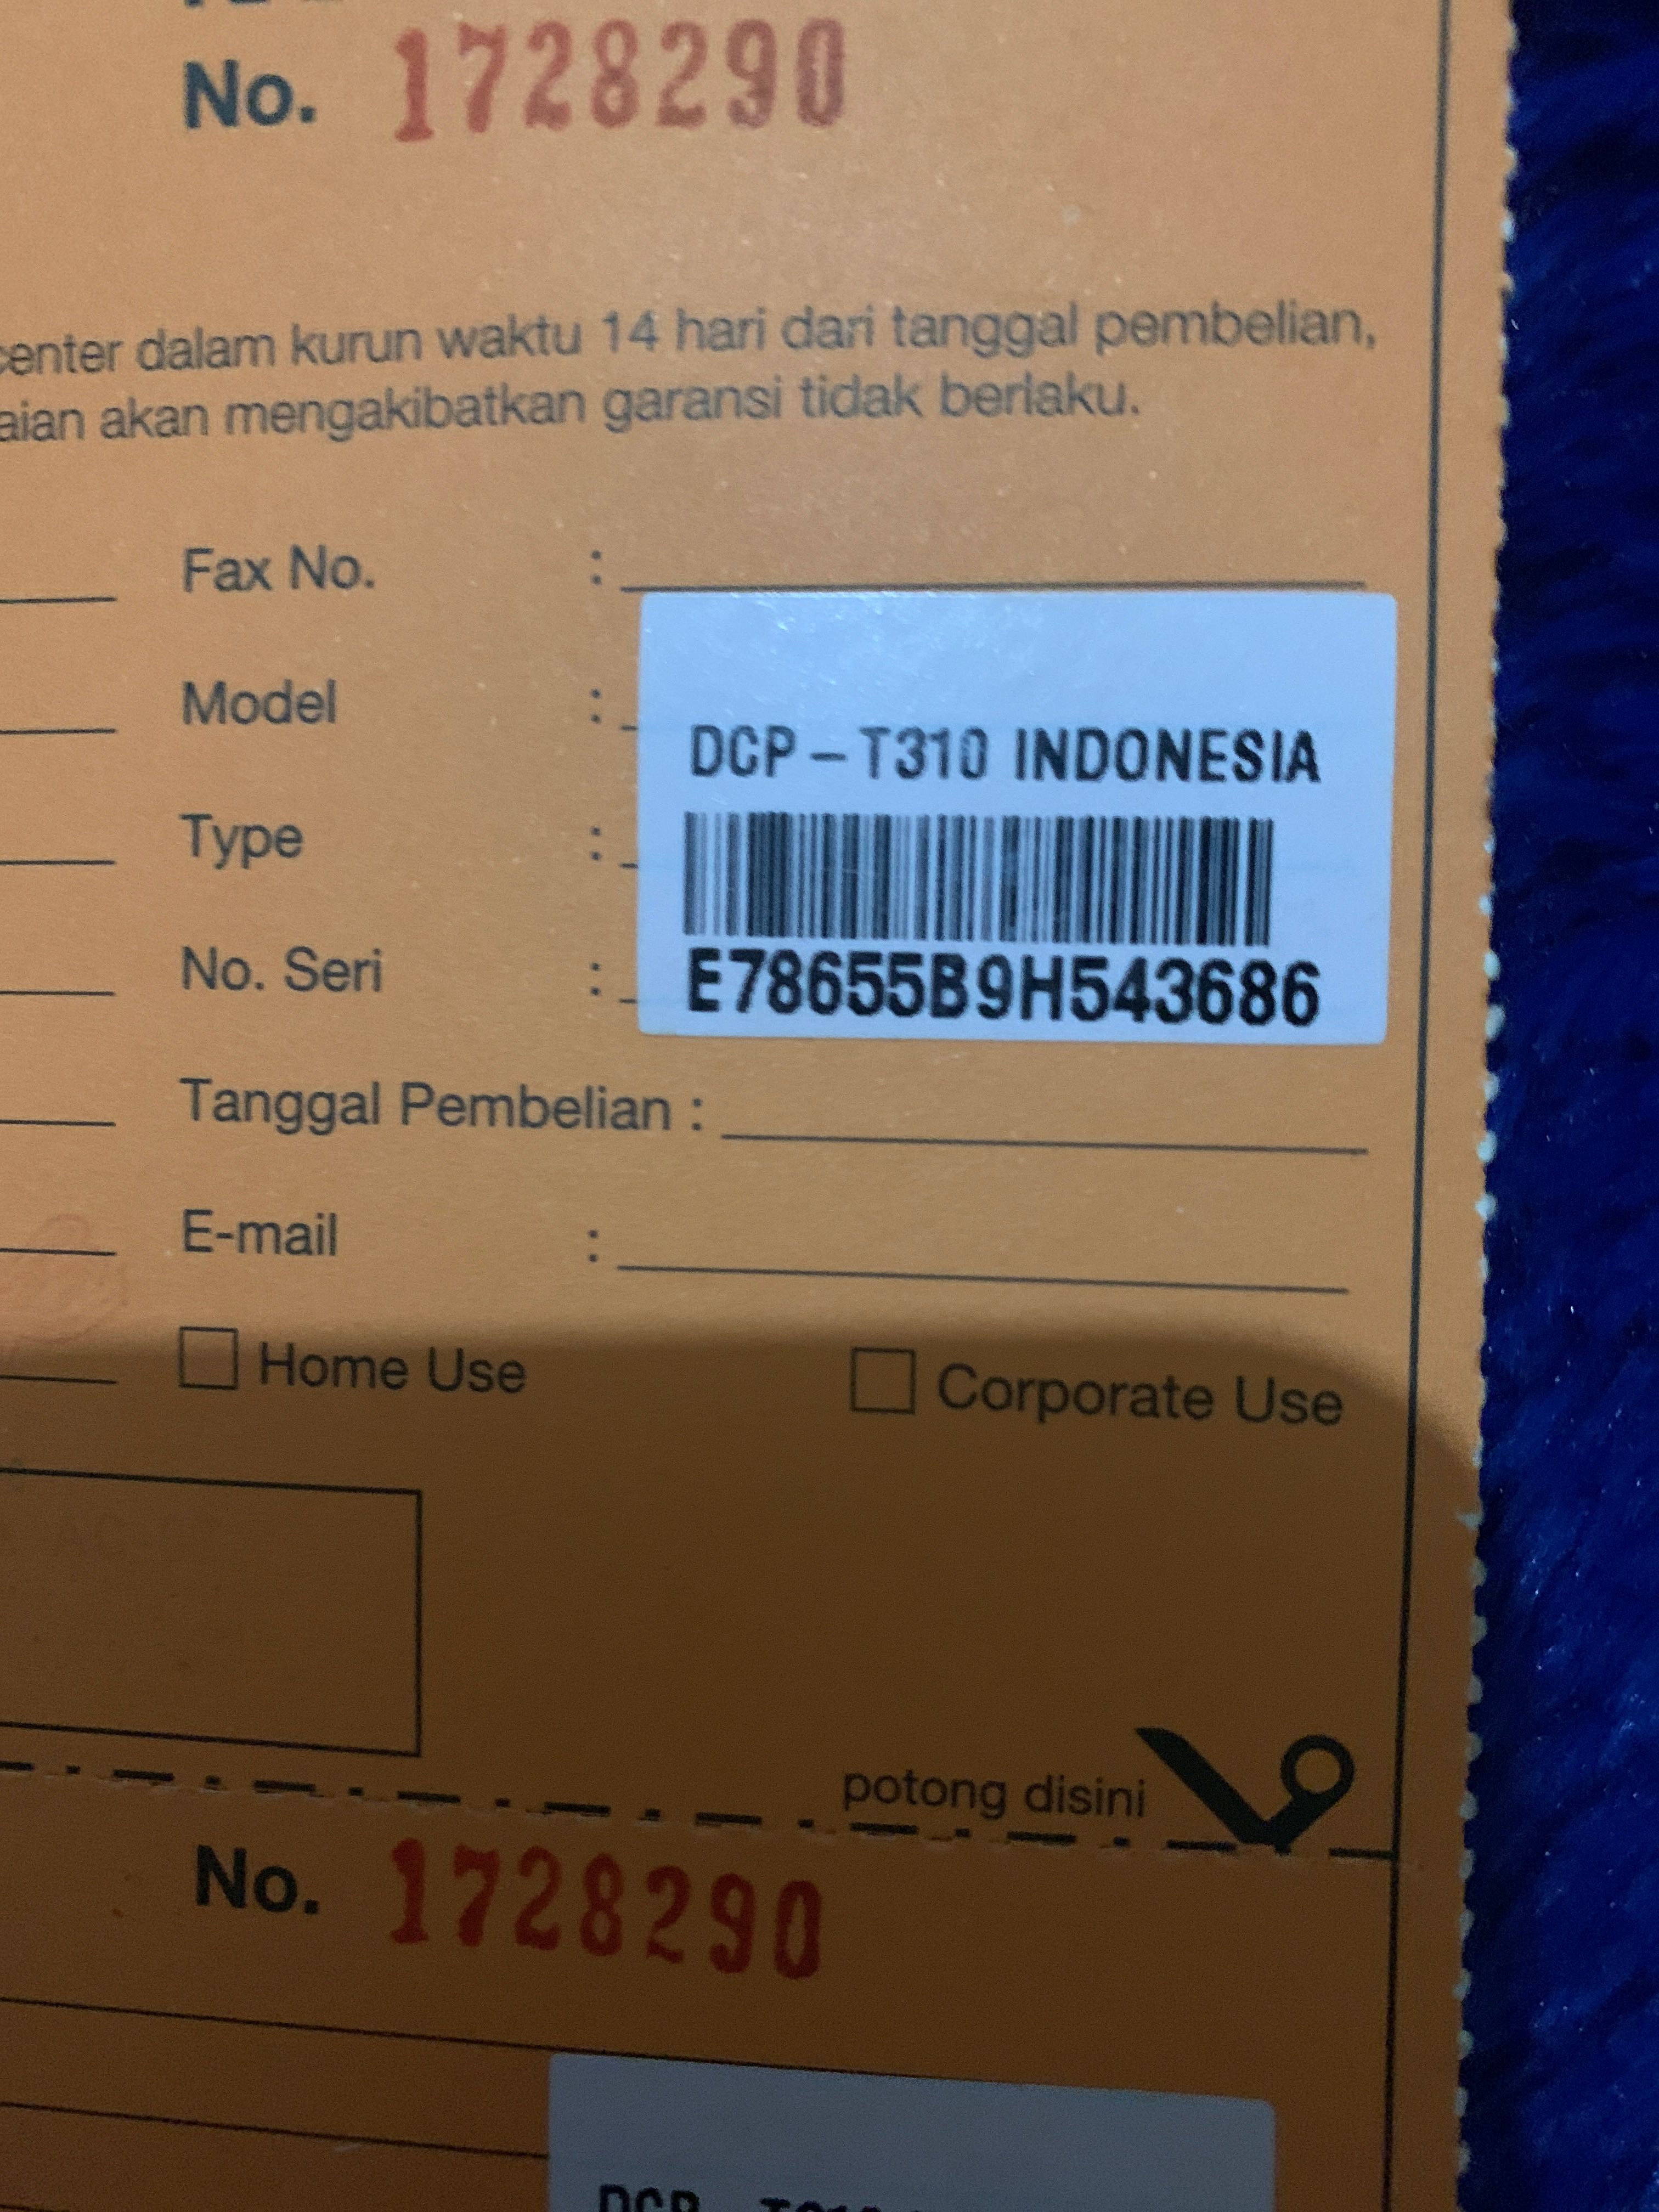 No. 1728290
center dalam kurun waktu 14 hari dari tanggal pembelian,
akan mengakibatkan garansi tidak berlaku.
Fax No. :
Model :
DCP – T310 INDONESIA
Type :
No. Seri :
E78655B9H543686
Tanggal Pembelian :
E-mail :
Home Use
Corporate Use
potong disini
No. 1728290